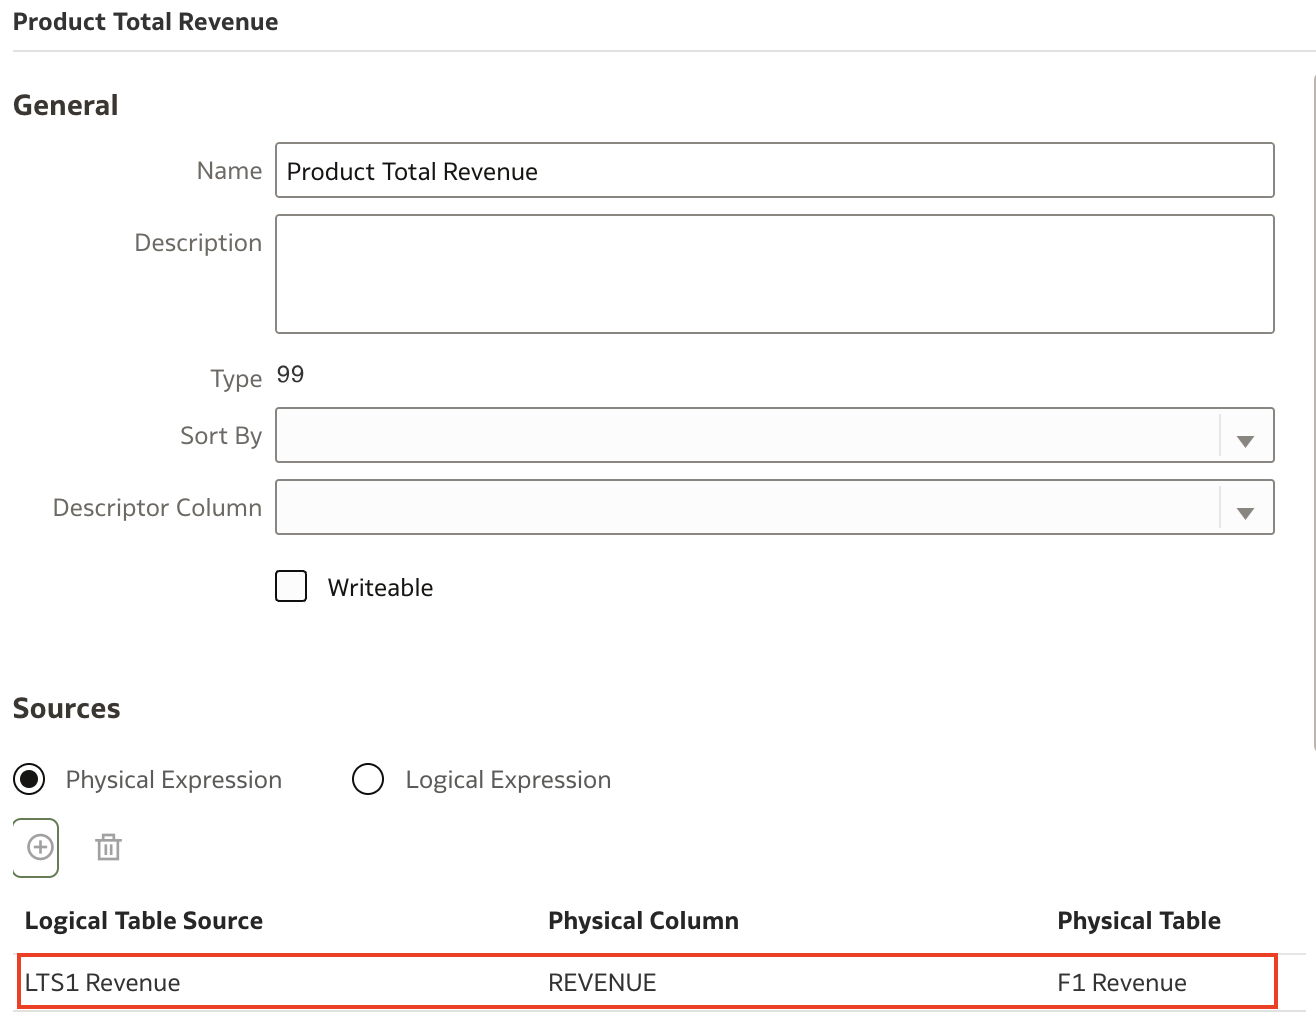 Product Total Revenue
General
Name Product Total Revenue
Description
Type 99
Sort By
Descriptor Column
Writeable
Sources
Physical Expression Logical Expression
Logical Table Source Physical Column Physical Table
LTS1 Revenue REVENUE F1 Revenue